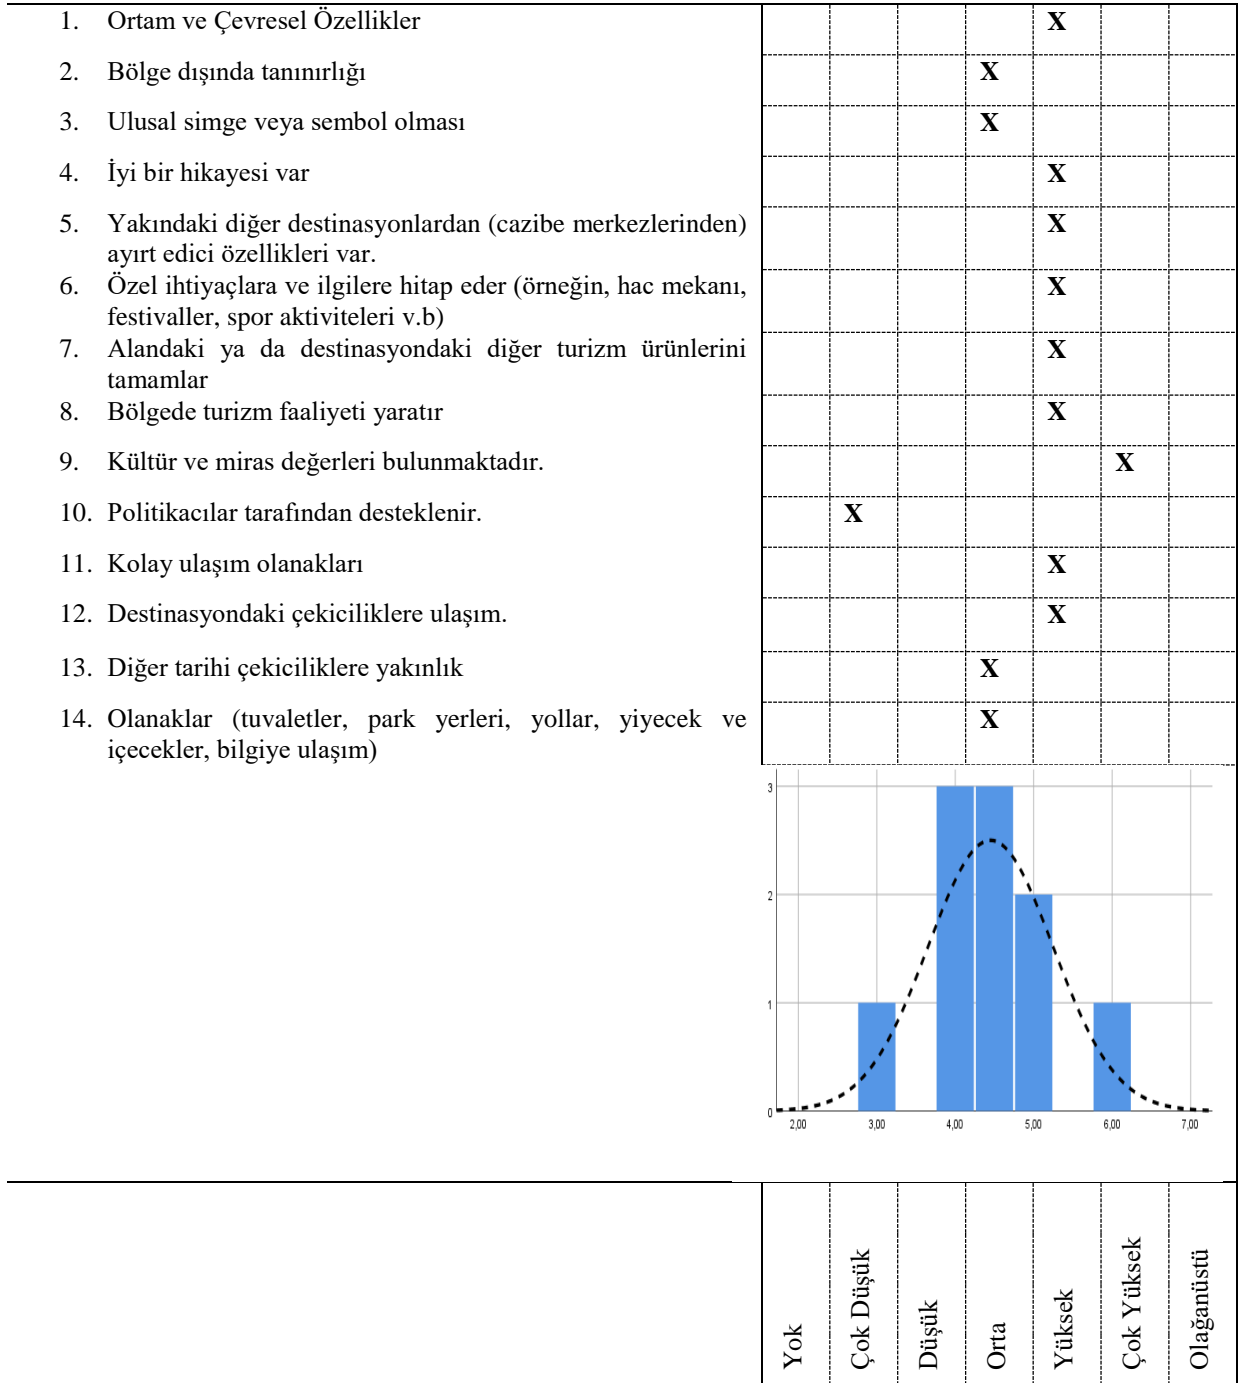 1. Ortam ve Çevresel Özellikler X
2. Bölge dışında tanınırlığı X
3. Ulusal simge veya sembol olması X
4. İyi bir hikayesi var X
5. Yakındaki diğer destinasyonlardan (cazibe merkezlerinden) X
ayırt edici özellikleri var.
6. Özel ihtiyaçlara ve ilgilere hitap eder (örneğin, hac mekanı, X
festivaller, spor aktiviteleri v.b)
7. Alandaki ya da destinasyondaki diğer turizm ürünlerini X
tamamlar
8. Bölgede turizm faaliyeti yaratır X
9. Kültür ve miras değerleri bulunmaktadır. X
10. Politikacılar tarafından desteklenir. X
11. Kolay ulaşım olanakları X
12. Destinasyondaki çekiciliklere ulaşım. X
13. Diğer tarihi çekiciliklere yakınlık X
14. Olanaklar (tuvaletler, park yerleri, yollar, yiyecek ve X
içecekler, bilgiye ulaşım)
3
2
1
0
2,00 3,00 4,00 5,00 6,00 7,00
Yok
Çok Düşük
Düşük
Orta
Yüksek
Çok Yüksek
Olağanüstü